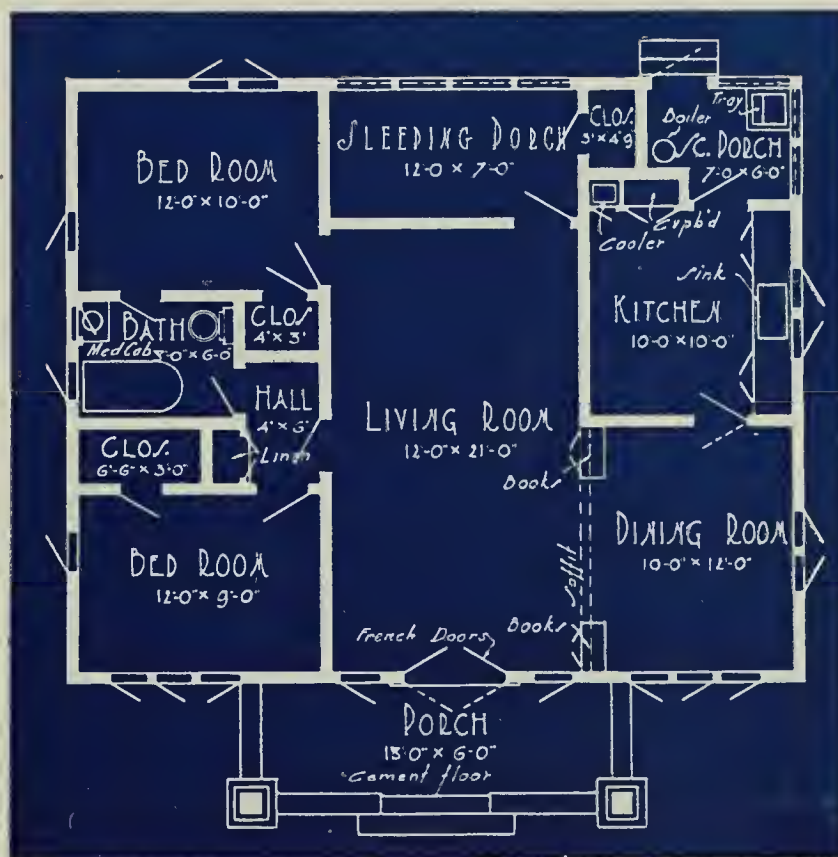 BED ROOM
12'-0" × 10'-0"
SLEEPING PORCH
12'-0 × 7'-0"
CLOS.
3' × 4'9"
Boiler
Tray
SC. PORCH
7'-0 × 6'-0"
Cooler
Cupb'd
Sink
KITCHEN
10'-0" × 10'-0"
BATH
Med Cab
-0" × 6'-0"
CLOS
4' × 3'
HALL
LIVING ROOM
12'-0" × 21'-0"
CLOS.
6'-6" × 3'-0"
Linen
Books
DINING ROOM
10'-0" × 12'-0"
BED ROOM
12'-0" × 9'-0"
Soffit
French Doors
Books
PORCH
18'-0" × 6'-0"
Cement floor